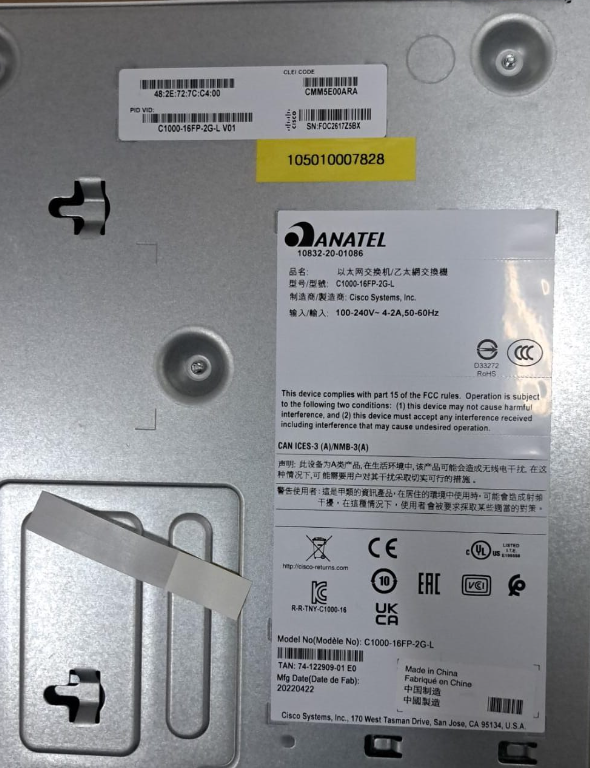 CLEI CODE
48:2E:72:7C:C4:00
CMM5E00ARA
PID VID:
C1000-16FP-2G-L V01
cisco
SN:FOC2617Z5BX
105010007828
ANATEL
10832-20-01086
品名: 以太网交换机/乙太網交換機
型号/型號: C1000-16FP-2G-L
制造商/製造商: Cisco Systems, Inc.
输入/輸入: 100-240V~ 4-2A,50-60Hz
D33272
RoHS
CCC
This device complies with part 15 of the FCC rules. Operation is subject
to the following two conditions: (1) this device may not cause harmful
interference, and (2) this device must accept any interference received
including interference that may cause undesired operation.
CAN ICES-3 (A)/NMB-3(A)
声明: 此设备为A类产品,在生活环境中,该产品可能会造成无线电干扰.在这
种情况下,可能需要用户对其干扰采取切实可行的措施。
警告使用者:這是甲類的資訊產品,在居住的環境中使用時,可能會造成射頻
干擾,在這種情況下,使用者會被要求採取某些適當的對策。
http://cisco-returns.com
CE
c UL us
LISTED
I.T.E.
10
EAC
VCI
R-R-TNY-C1000-16
UK
CA
Model No(Modèle No): C1000-16FP-2G-L
TAN: 74-122909-01 E0
Mfg Date(Date de Fab):
20220422
Made in China
Fabriqué en Chine
中国制造
中國製造
Cisco Systems, Inc., 170 West Tasman Drive, San Jose, CA 95134, U.S.A.